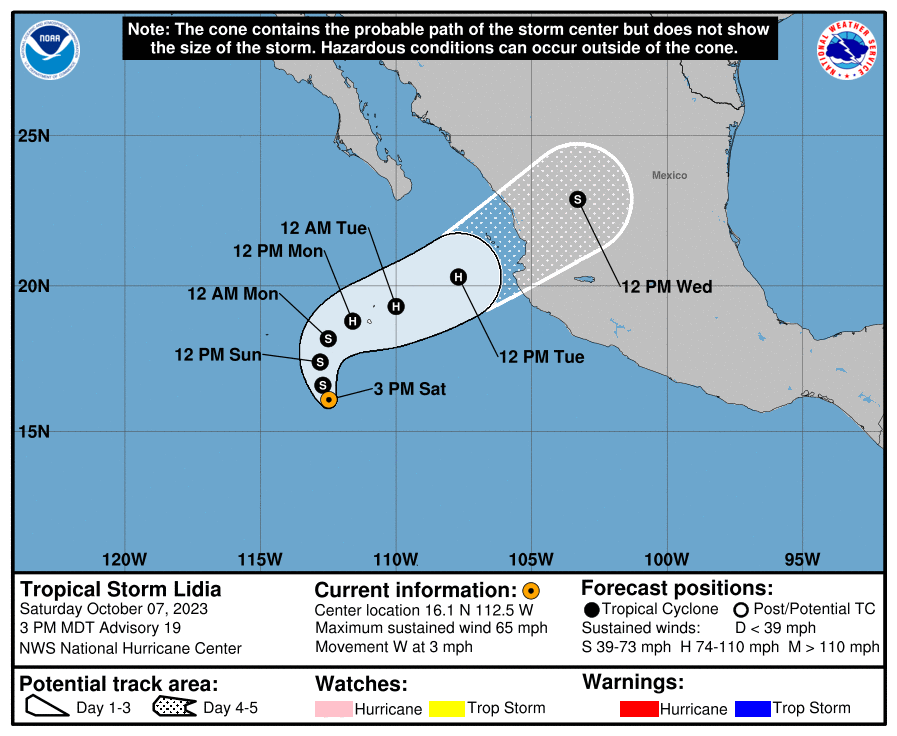 Note: The cone contains the probable path of the storm center but does not show
the size of the storm. Hazardous conditions can occur outside of the cone.
NOAA
NATIONAL WEATHER SERVICE
25N
Mexico
12 AM Tue
12 PM Mon
20N
12 PM Wed
12 AM Mon
12 PM Sun
12 PM Tue
3 PM Sat
15N
S
H
H
H
S
S
S
120W 115W 110W 105W 100W 95W
Tropical Storm Lidia
Saturday October 07, 2023
3 PM MDT Advisory 19
NWS National Hurricane Center
Current information:
Center location 16.1 N 112.5 W
Maximum sustained wind 65 mph
Movement W at 3 mph
Forecast positions:
Tropical Cyclone Post/Potential TC
Sustained winds: D < 39 mph
S 39-73 mph H 74-110 mph M > 110 mph
Potential track area:
Day 1-3 Day 4-5
Watches:
Hurricane Trop Storm
Warnings:
Hurricane Trop Storm